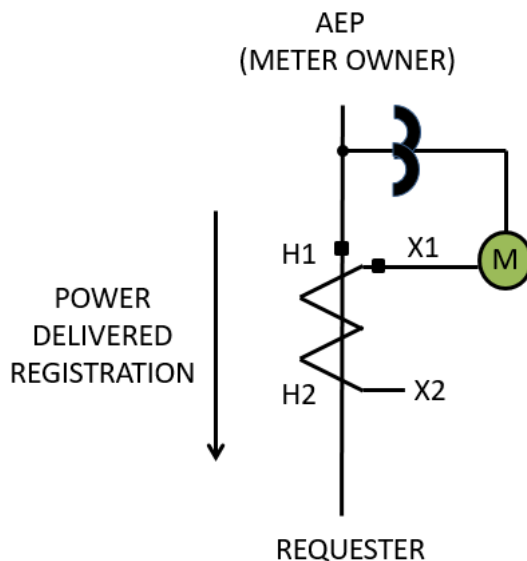 AEP
(METER OWNER)
H1
X1
M
POWER
DELIVERED
REGISTRATION
H2
X2
REQUESTER